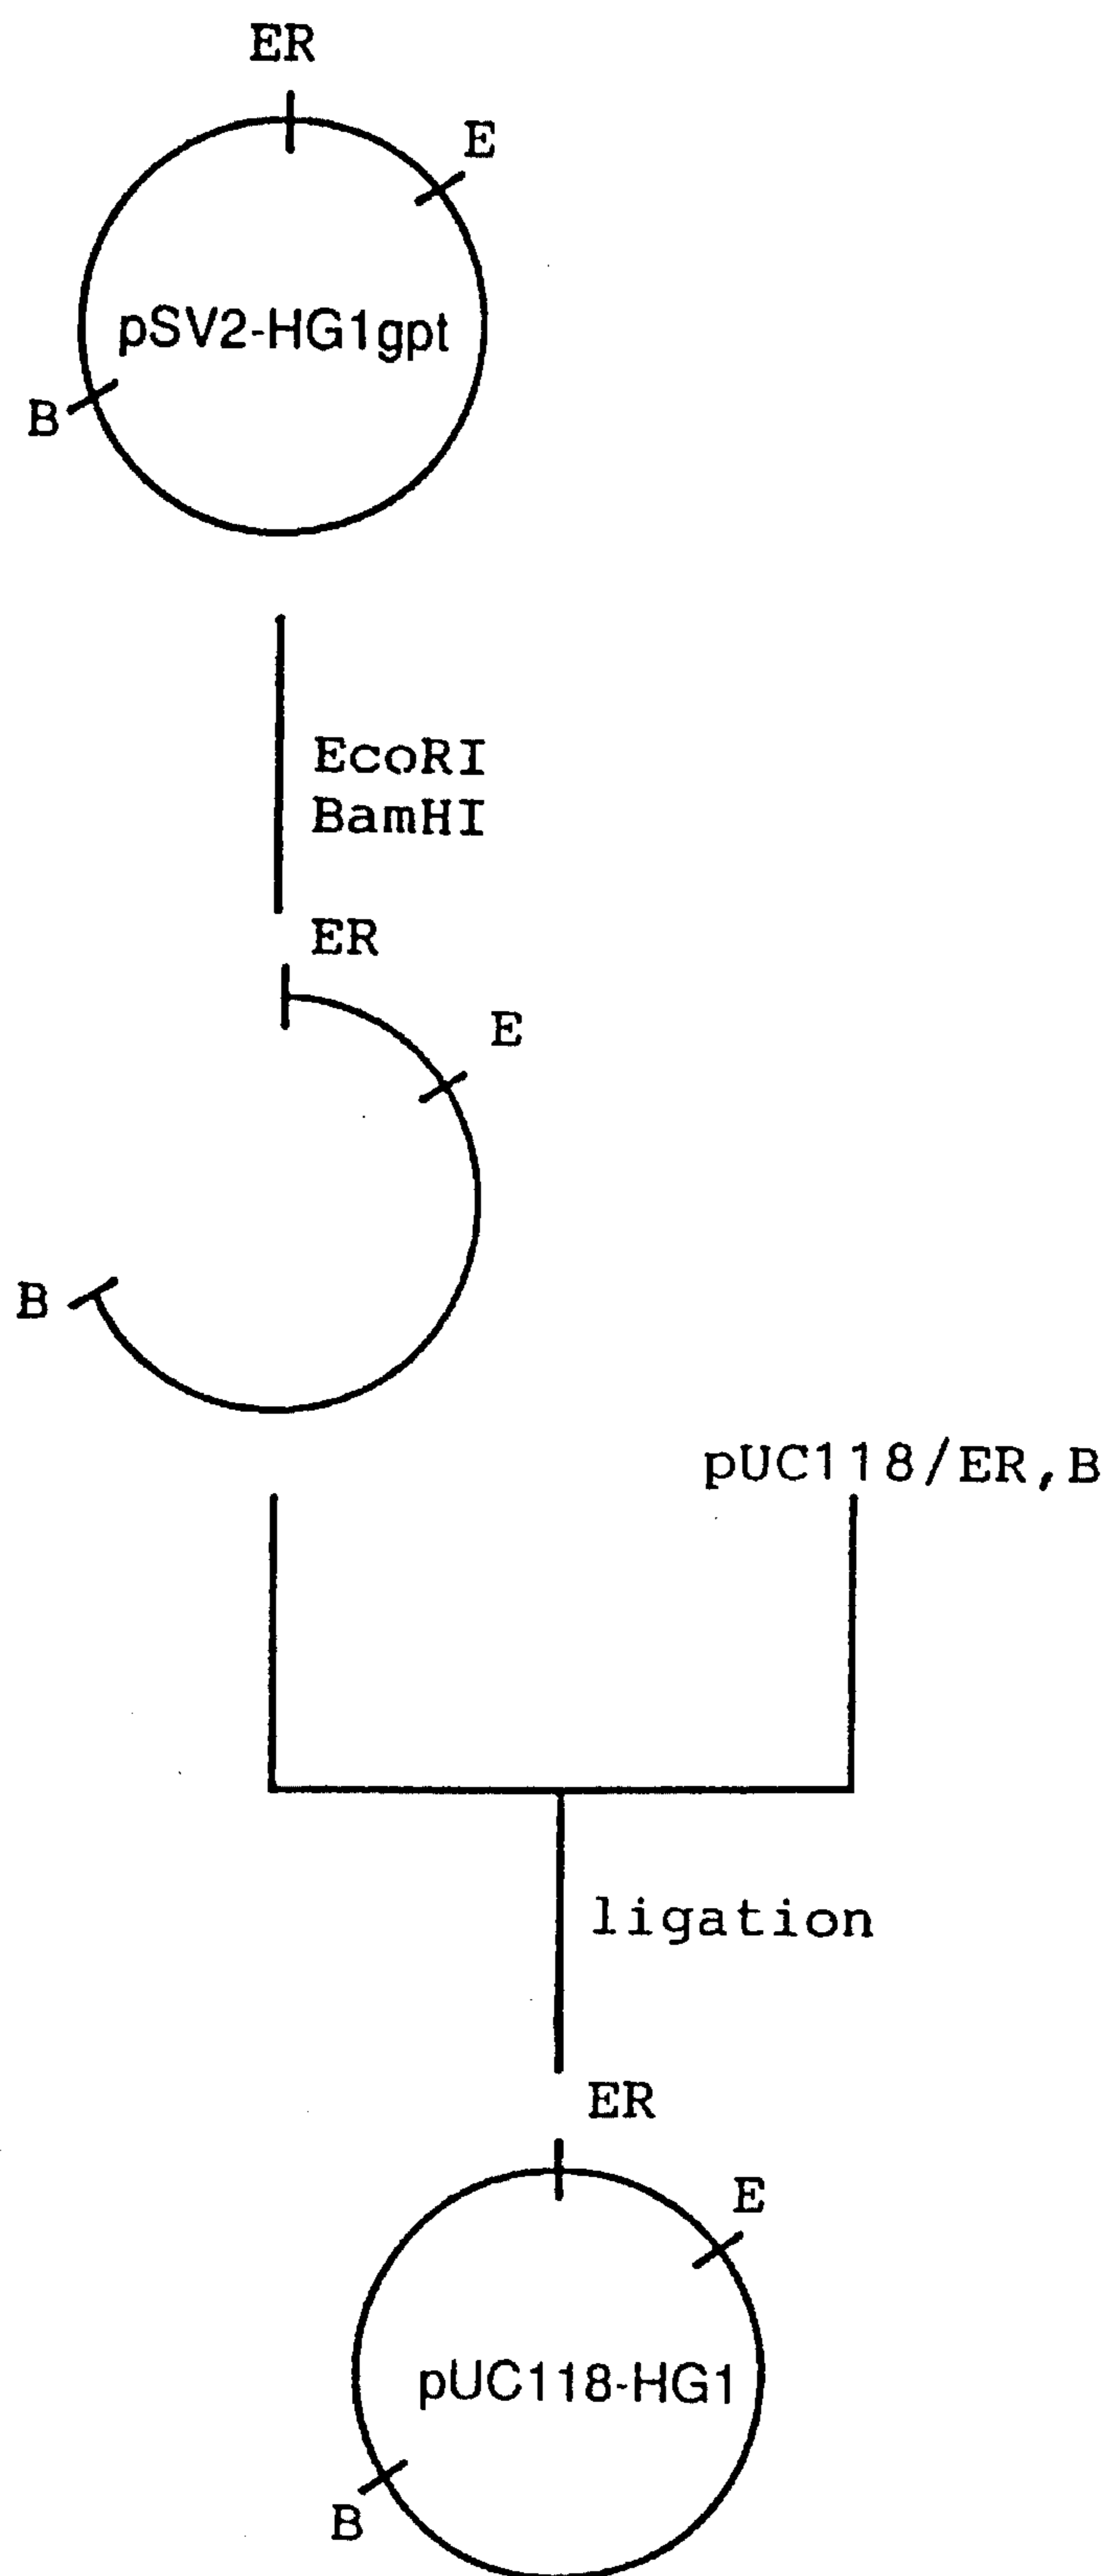 ER
E
pSV2-HG1gpt
B
EcoRI
BamHI
ER
E
B
pUC118/ER,B
ligation
ER
E
pUC118-HG1
B